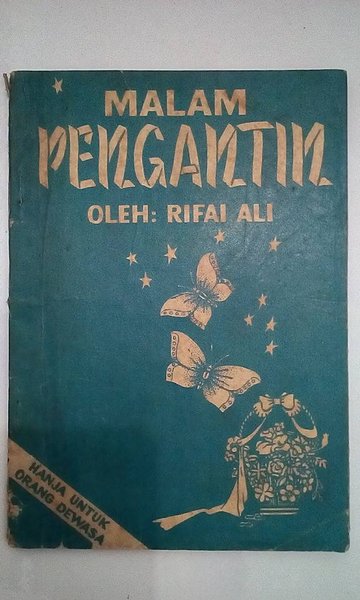 MALAM
PENGANTIN
OLEH: RIFAI ALI
HANJA UNTUK
ORANG DEWASA